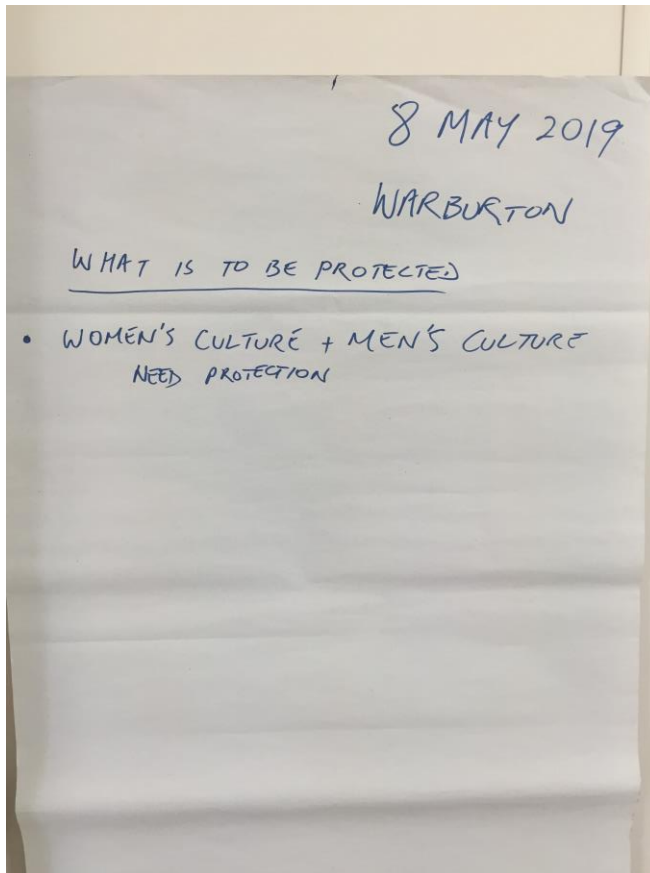 8 MAY 2019
WARBURTON
WHAT IS TO BE PROTECTED
• WOMEN'S CULTURE + MEN'S CULTURE
NEED PROTECTION